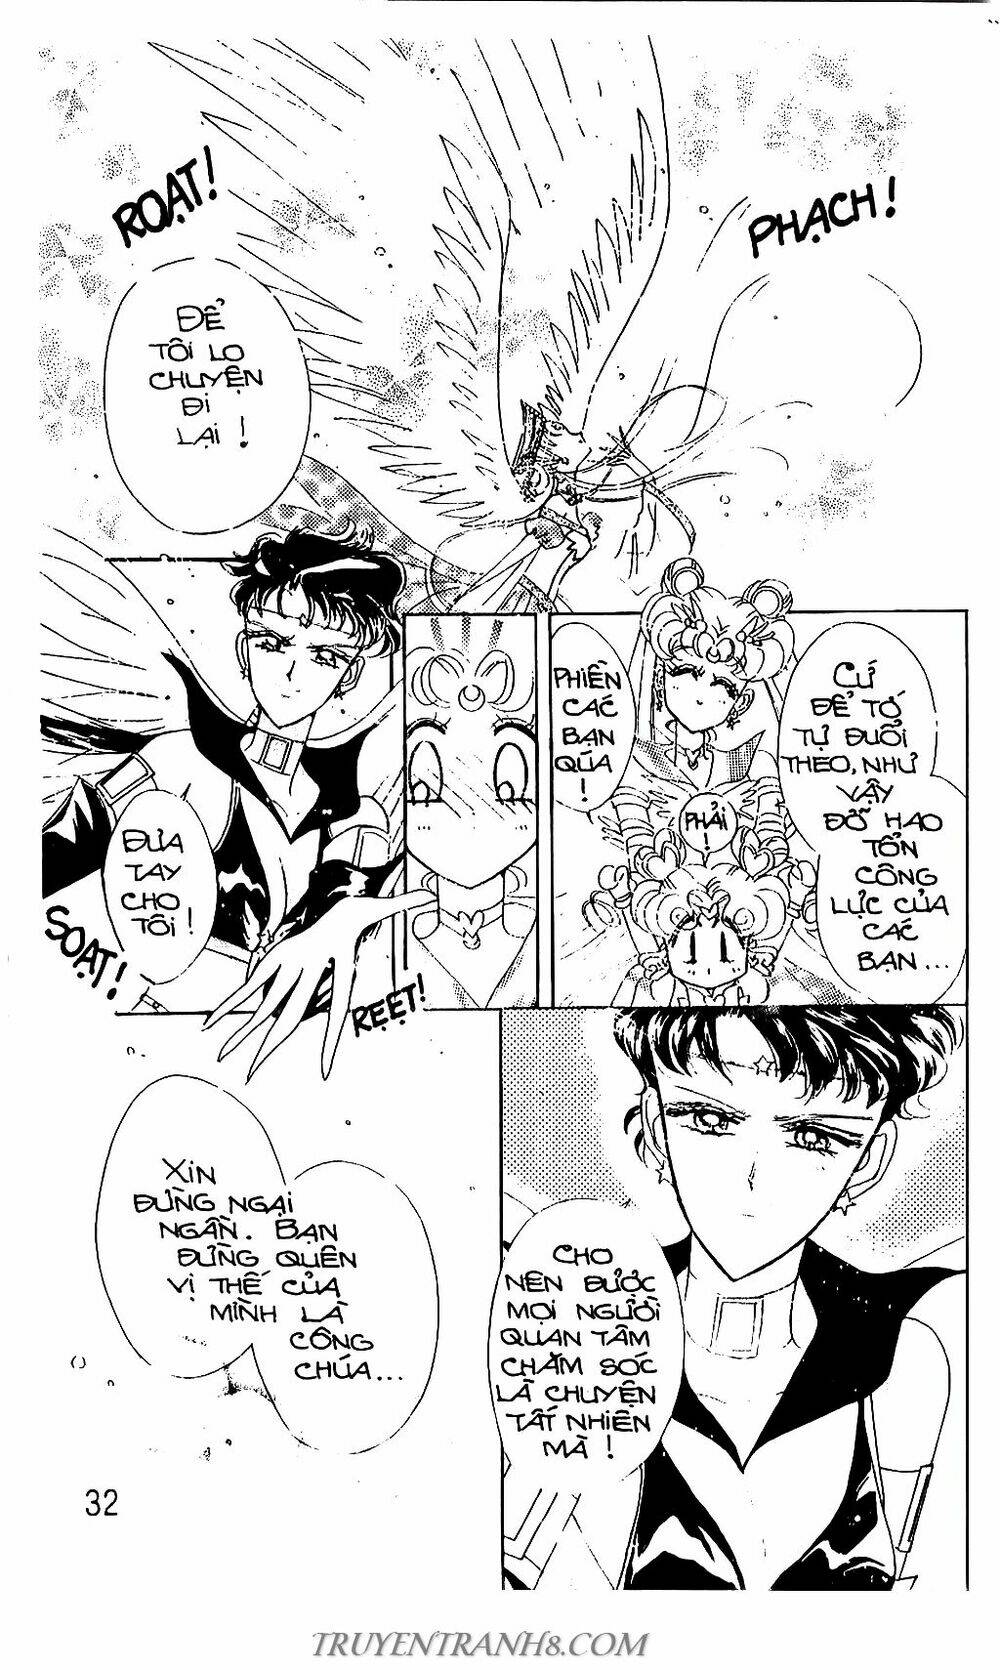 ROẠT!
PHẠCH!
ĐỂ
TÔI LO
CHUYỆN
ĐI
LẠI !
ĐƯA
TAY
CHO
TÔI !
SOẠT!
RẸẸT!
PHIỀN
CÁC
BẠN
QÚA
!
CỨ
ĐỂ TỚ
TỰ ĐUỔI
THEO, NHƯ
VẬY
ĐỠ HAO
TỔN
CÔNG
LỰC CỦA
CÁC
BẠN...
PHẢI
!
XIN
ĐỪNG NGẠI
NGẦN. BẠN
ĐỪNG QUÊN
VỊ THẾ CỦA
MÌNH LÀ
CÔNG
CHÚA...
CHO
NÊN ĐƯỢC
MỌI NGƯỜI
QUAN TÂM
CHĂM SÓC
LÀ CHUYỆN
TẤT NHIÊN
MÀ !
32
TRUYENTRANH8.COM